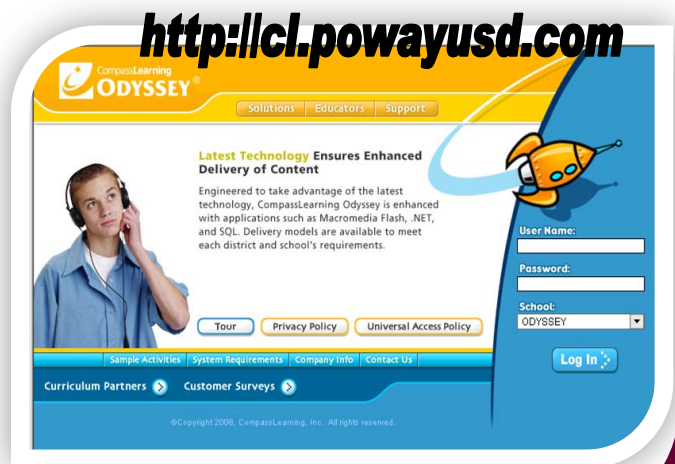 http://cl.powayusd.com
CompassLearning
ODYSSEY®
Solutions Educators Support
Latest Technology Ensures Enhanced
Delivery of Content
Engineered to take advantage of the latest
technology, CompassLearning Odyssey is enhanced
with applications such as Macromedia Flash, .NET,
and SQL. Delivery models are available to meet
each district and school's requirements.
User Name:
Password:
School:
ODYSSEY
Log In
Tour Privacy Policy Universal Access Policy
Sample Activities System Requirements Company Info Contact Us
Curriculum Partners Customer Surveys
©Copyright 2008, CompassLearning, Inc. All rights reserved.